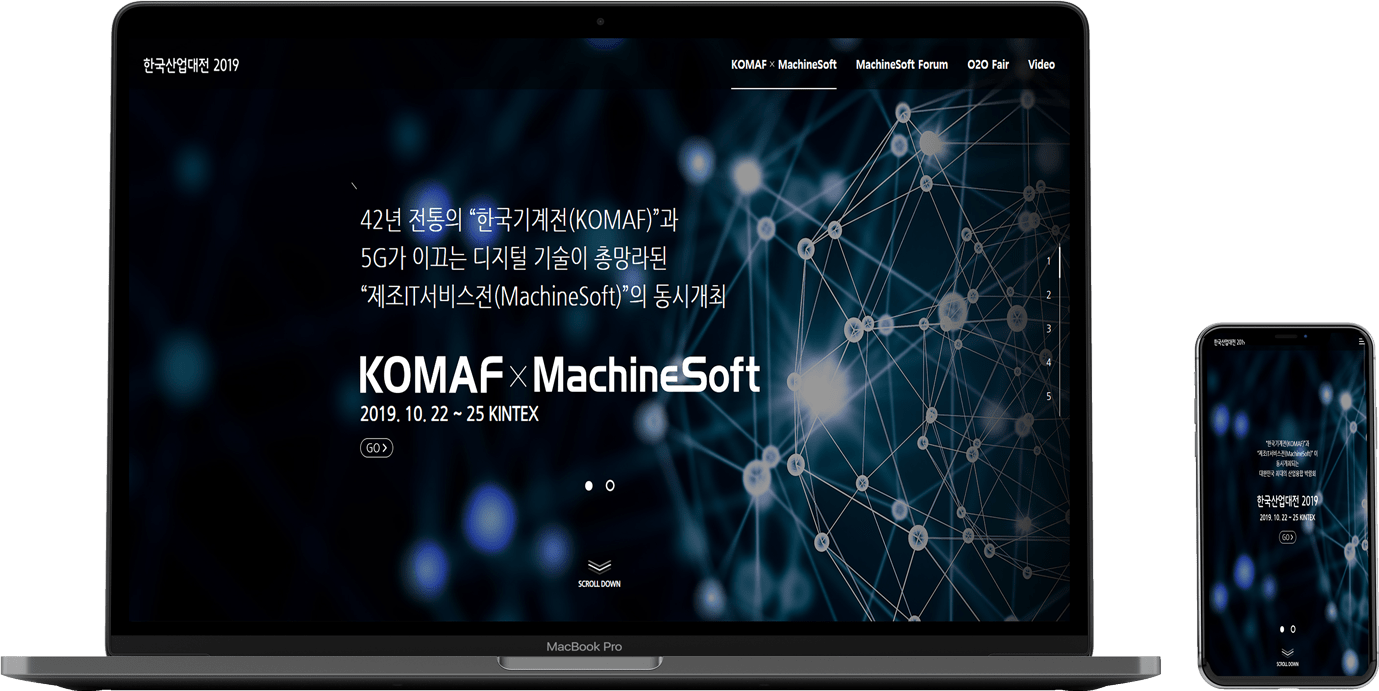 한국산업대전 2019
KOMAF × MachineSoft
MachineSoft Forum
O2O Fair
Video
42년 전통의 “한국기계전(KOMAF)”과
5G가 이끄는 디지털 기술이 총망라된
“제조IT서비스전(MachineSoft)”의 동시개최
KOMAF × MachineSoft
2019. 10. 22 ~ 25 KINTEX
GO
1
2
3
4
5
SCROLL DOWN
MacBook Pro
한국산업대전 201
“한국기계전(KOMAF)”과
“제조IT서비스전(MachineSoft)” 이
동시개최되는
대한민국 최대의 산업융합 박람회
한국산업대전 2019
2019. 10. 22 ~ 25 KINTEX
GO
SCROLL DOWN